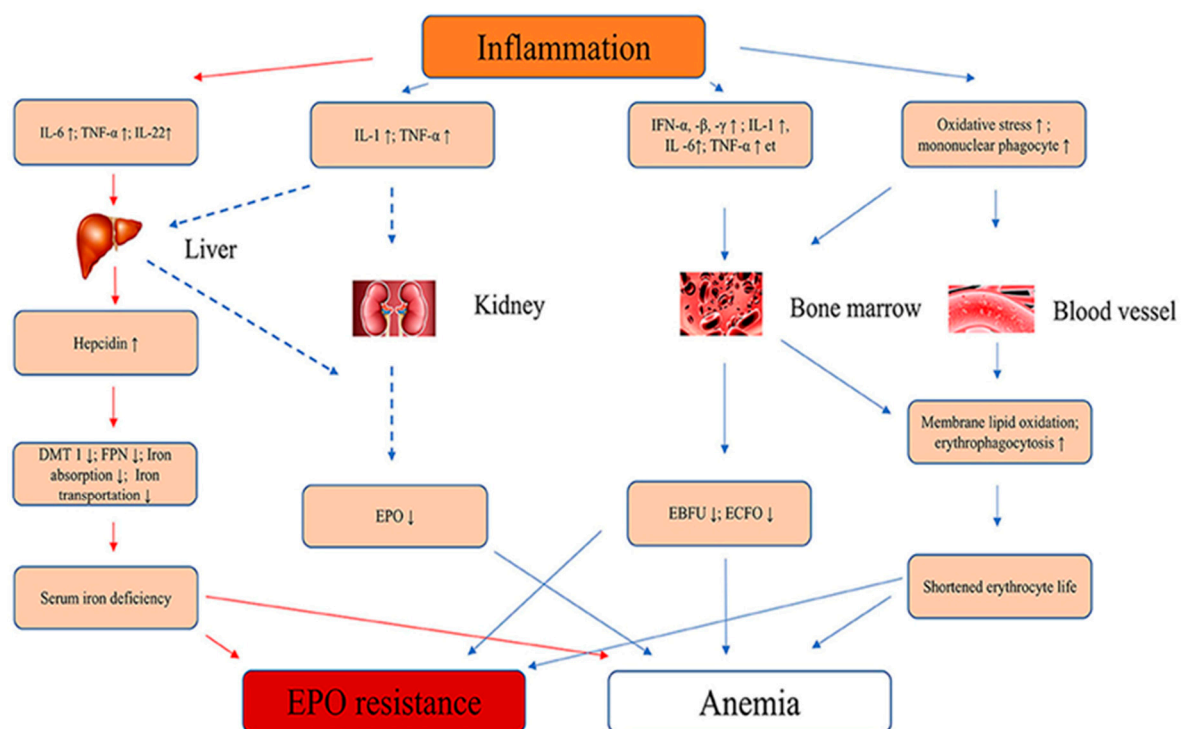 Inflammation
IL-6 ↑; TNF-α ↑; IL-22↑
IL-1 ↑; TNF-α ↑
IFN-α, -β, -γ ↑ ; IL-1 ↑,
IL -6↑; TNF-α ↑ et
Oxidative stress ↑ ;
mononuclear phagocyte ↑
Liver
Kidney
Bone marrow
Blood vessel
Hepcidin ↑
DMT 1 ↓; FPN ↓; Iron
absorption ↓; Iron
transportation ↓
Membrane lipid oxidation;
erythrophagocytosis ↑
EPO ↓
EBFU ↓; ECFO ↓
Serum iron deficiency
Shortened erythrocyte life
EPO resistance
Anemia